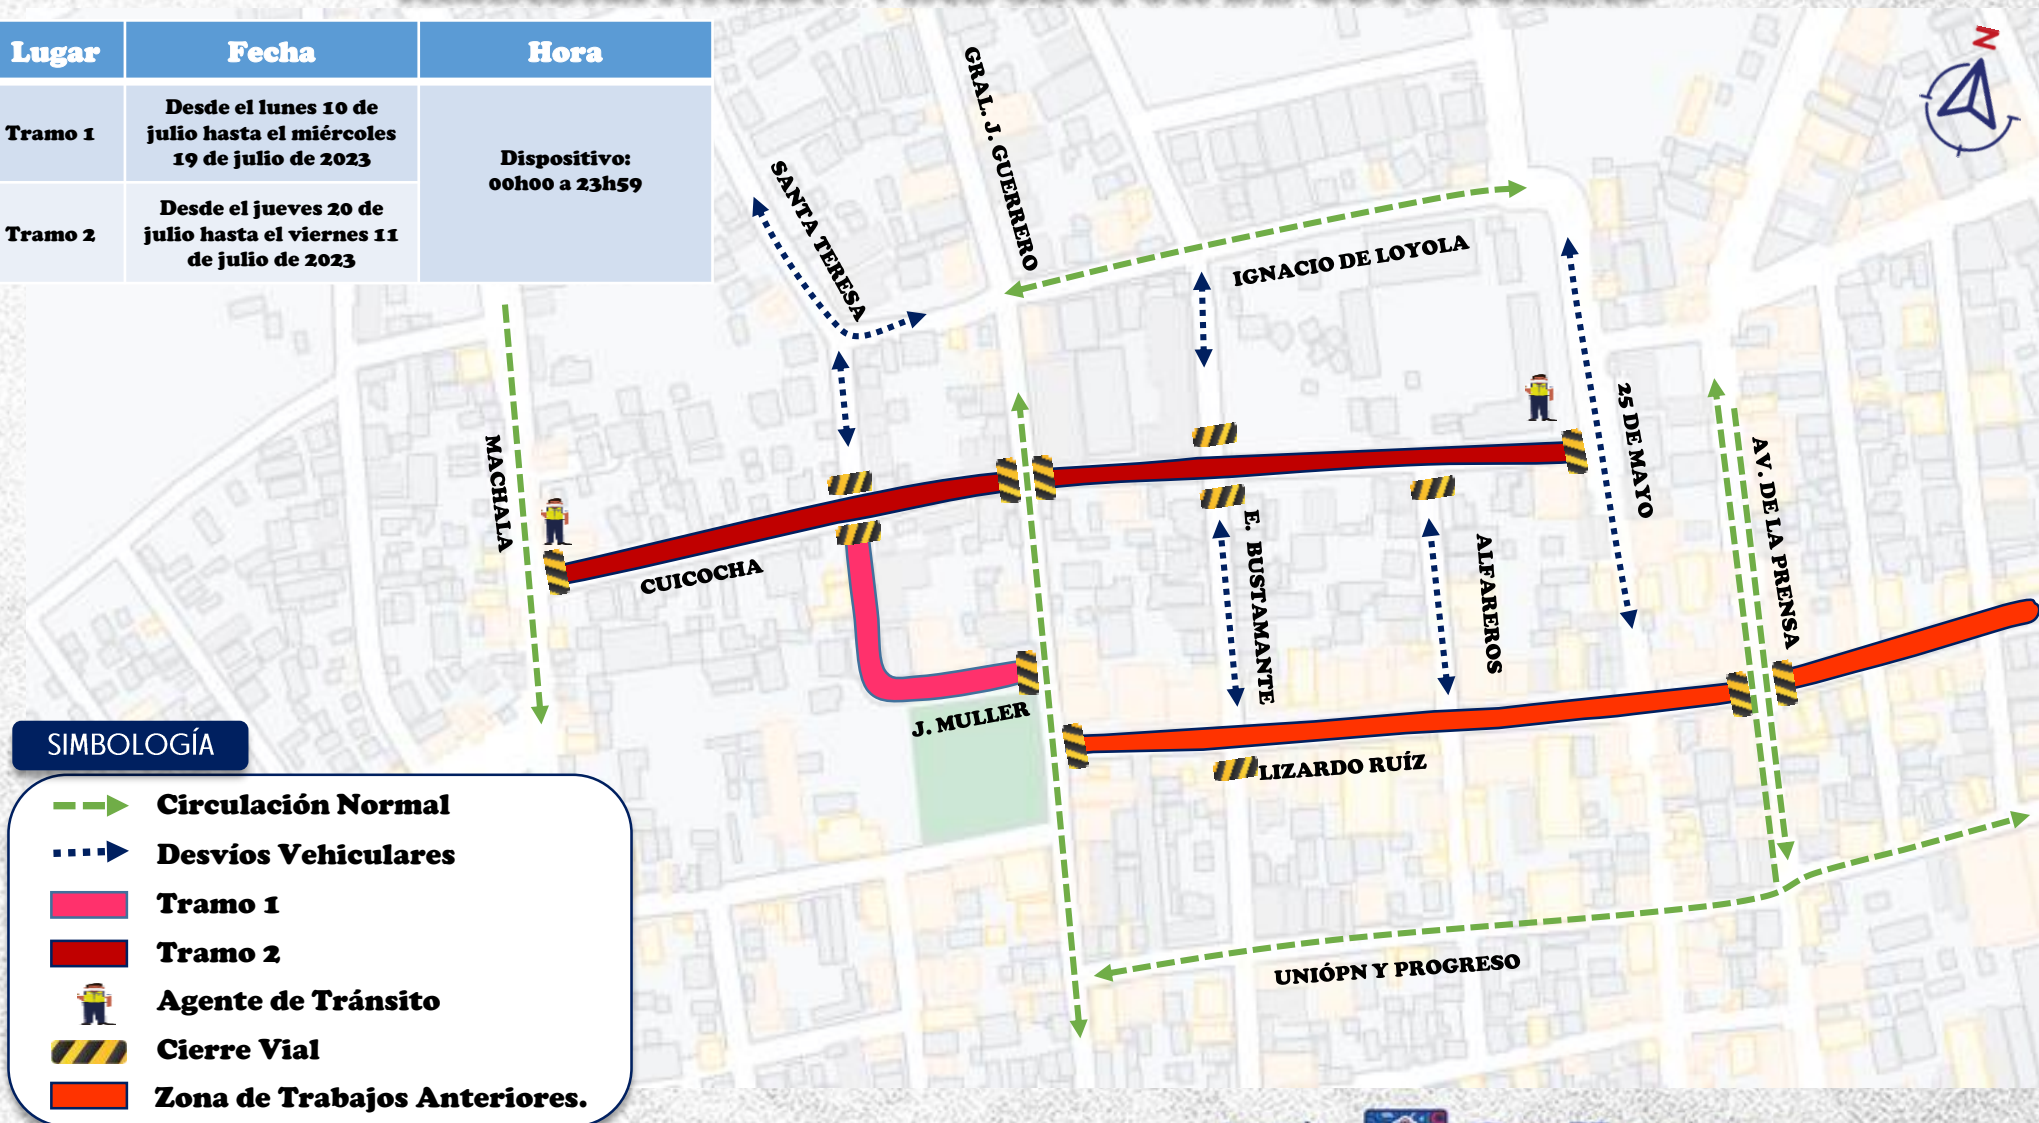 Lugar
Fecha
Hora
Tramo 1
Desde el lunes 10 de
julio hasta el miércoles
19 de julio de 2023
Dispositivo:
00h00 a 23h59
Tramo 2
Desde el jueves 20 de
julio hasta el viernes 11
de julio de 2023
N
GRAL. J. GUERRERO
SANTA TERESA
IGNACIO DE LOYOLA
MACHALA
25 DE MAYO
AV. DE LA PRENSA
CUICOCHA
E. BUSTAMANTE
ALFAREROS
J. MULLER
LIZARDO RUÍZ
UNIÓPN Y PROGRESO
SIMBOLOGÍA
Circulación Normal
Desvíos Vehiculares
Tramo 1
Tramo 2
Agente de Tránsito
Cierre Vial
Zona de Trabajos Anteriores.